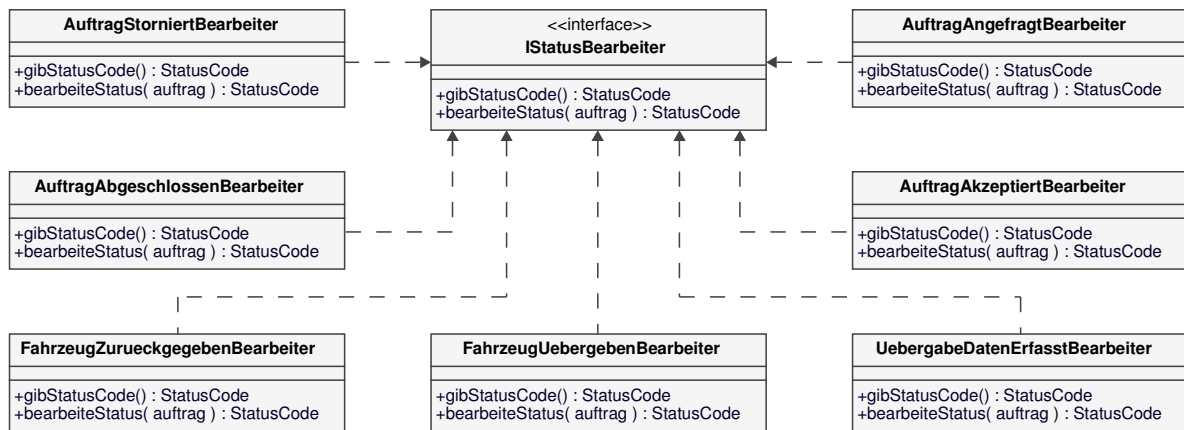 AuftragStorniertBearbeiter
+gibStatusCode() : StatusCode
+bearbeiteStatus( auftrag ) : StatusCode
<<interface>>
IStatusBearbeiter
+gibStatusCode() : StatusCode
+bearbeiteStatus( auftrag ) : StatusCode
AuftragAngefragtBearbeiter
+gibStatusCode() : StatusCode
+bearbeiteStatus( auftrag ) : StatusCode
AuftragAbgeschlossenBearbeiter
+gibStatusCode() : StatusCode
+bearbeiteStatus( auftrag ) : StatusCode
AuftragAkzeptiertBearbeiter
+gibStatusCode() : StatusCode
+bearbeiteStatus( auftrag ) : StatusCode
FahrzeugZurueckgegebenBearbeiter
+gibStatusCode() : StatusCode
+bearbeiteStatus( auftrag ) : StatusCode
FahrzeugUebergebenBearbeiter
+gibStatusCode() : StatusCode
+bearbeiteStatus( auftrag ) : StatusCode
UebergabeDatenErfasstBearbeiter
+gibStatusCode() : StatusCode
+bearbeiteStatus( auftrag ) : StatusCode